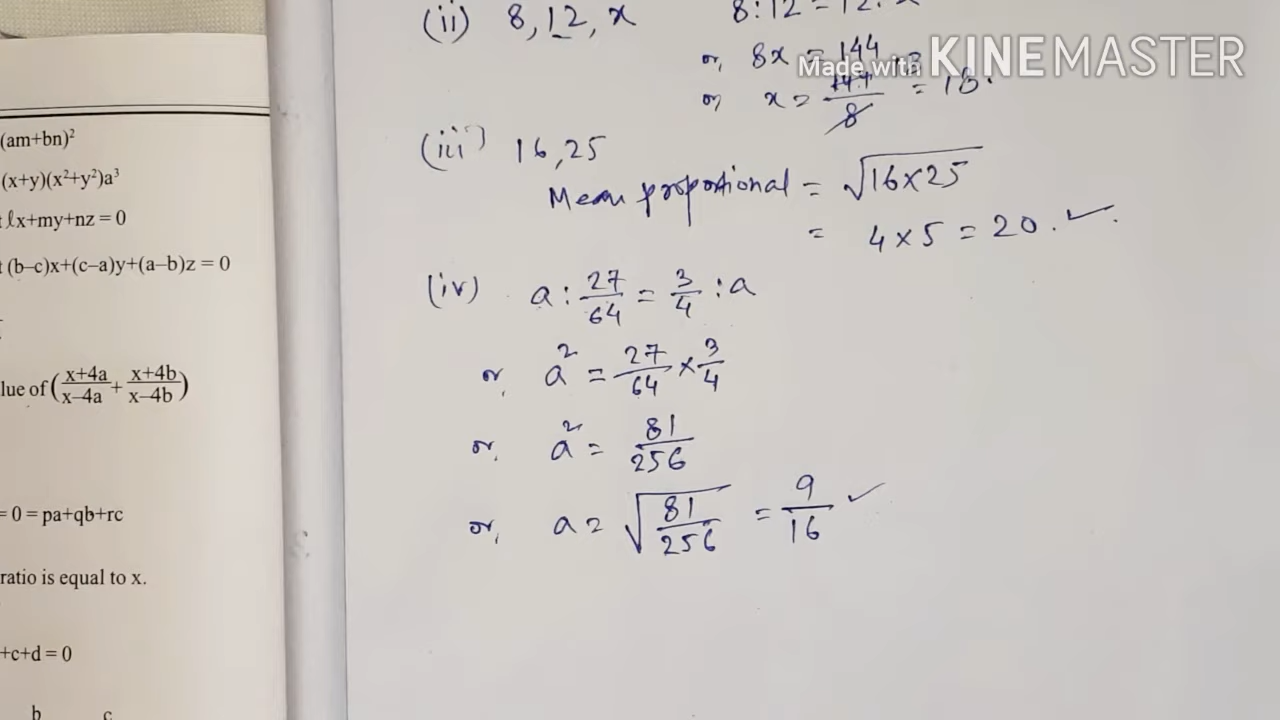 (am+bn)²
(x+y)(x²+y²)a³
ℓx+my+nz = 0
(b–c)x+(c–a)y+(a–b)z = 0
lue of (x+4a/x–4a + x+4b/x–4b)
= 0 = pa+qb+rc
ratio is equal to x.
+c+d = 0
b c
(ii) 8, 12, x 8:12 = 12:x
or, 8x = 144
or x = 144/8 = 18.
Made with KINEMASTER
(iii) 16, 25
Mean proportional = √16×25
= 4×5 = 20. ✓
(iv) a : 27/64 = 3/4 : a
or, a² = 27/64 × 3/4
or, a² = 81/256
or, a = √81/256 = 9/16 ✓